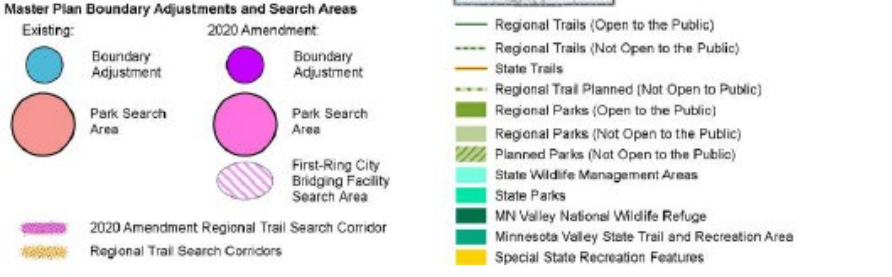 Master Plan Boundary Adjustments and Search Areas
Existing:
2020 Amendment:
Boundary
Adjustment
Boundary
Adjustment
Park Search
Area
Park Search
Area
First-Ring City
Bridging Facility
Search Area
2020 Amendment Regional Trail Search Corridor
Regional Trail Search Corridors
Regional Trails (Open to the Public)
Regional Trails (Not Open to the Public)
State Trails
Regional Trail Planned (Not Open to Public)
Regional Parks (Open to the Public)
Regional Parks (Not Open to the Public)
Planned Parks (Not Open to the Public)
State Wildlife Management Areas
State Parks
MN Valley National Wildlife Refuge
Minnesota Valley State Trail and Recreation Area
Special State Recreation Features